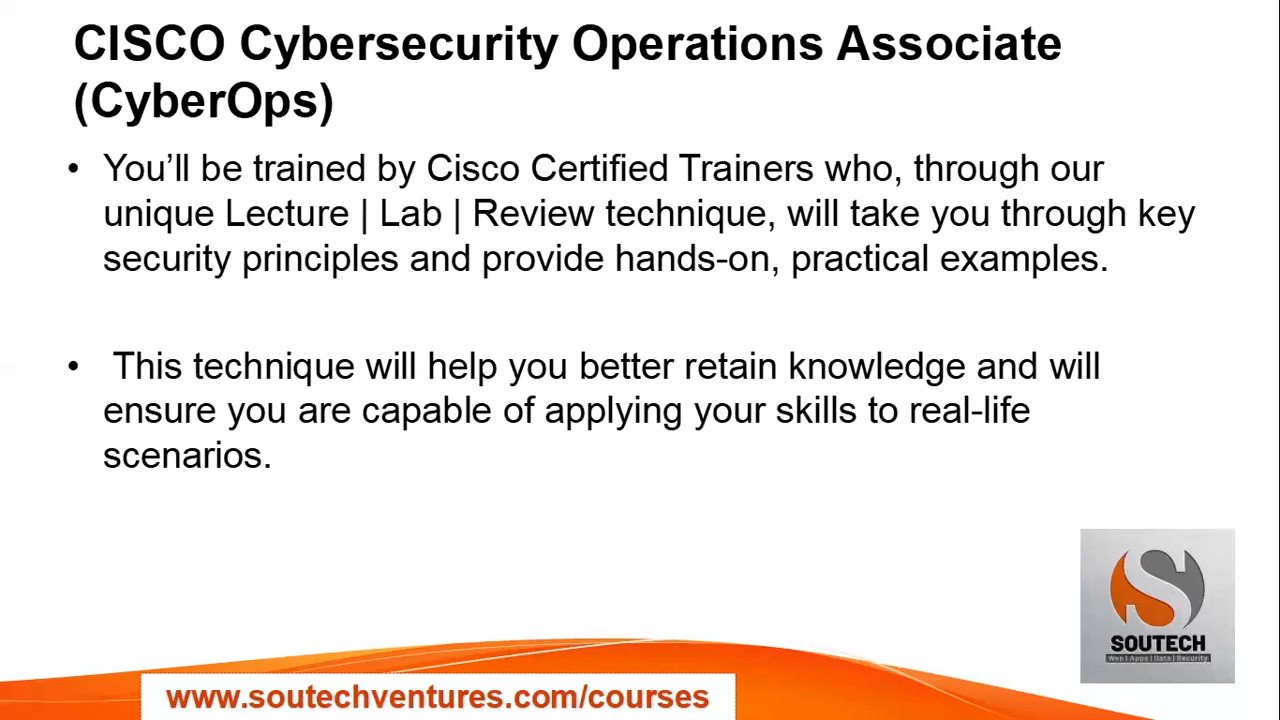 CISCO Cybersecurity Operations Associate
(CyberOps)
• You’ll be trained by Cisco Certified Trainers who, through our
unique Lecture | Lab | Review technique, will take you through key
security principles and provide hands-on, practical examples.
• This technique will help you better retain knowledge and will
ensure you are capable of applying your skills to real-life
scenarios.
SOUTECH
Web | Apps | Data | Security
www.soutechventures.com/courses